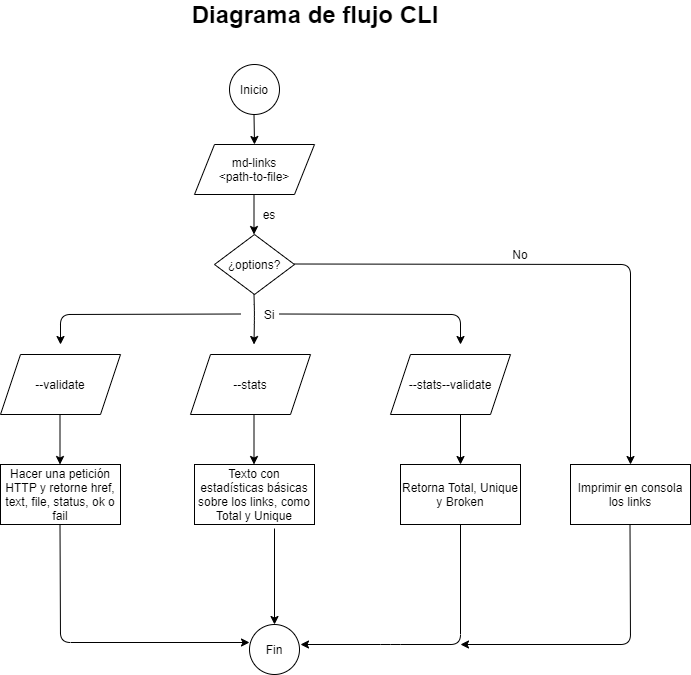 Diagrama de flujo CLI
Inicio
md-links
<path-to-file>
es
¿options?
No
Si
--validate
--stats
--stats--validate
Hacer una petición
HTTP y retorne href,
text, file, status, ok o
fail
Texto con
estadísticas básicas
sobre los links, como
Total y Unique
Retorna Total, Unique
y Broken
Imprimir en consola
los links
Fin